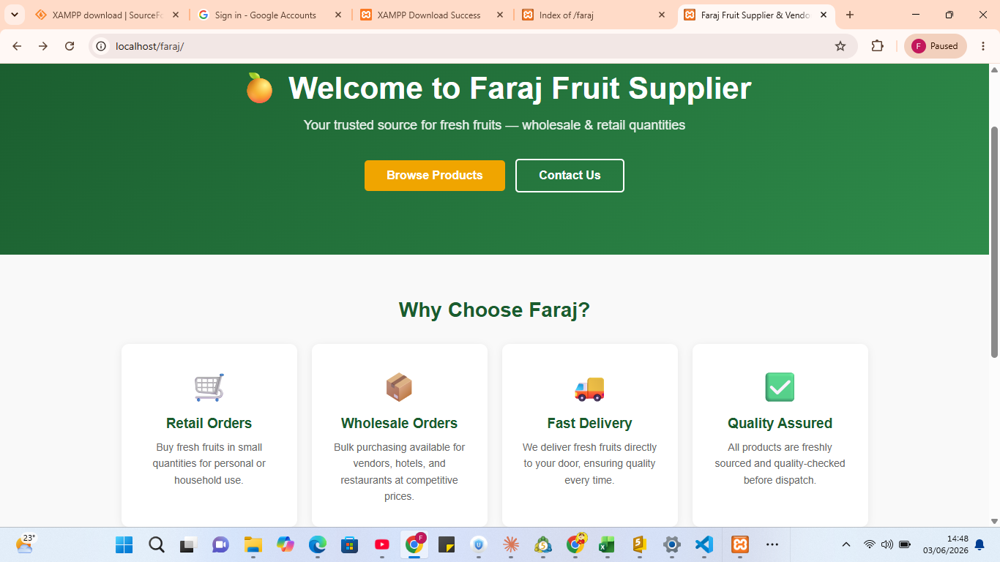 XAMPP download | SourceFo
Sign in - Google Accounts
XAMPP Download Success
Index of /faraj
Faraj Fruit Supplier & Vendo
localhost/faraj/
F
Paused
Welcome to Faraj Fruit Supplier
Your trusted source for fresh fruits — wholesale & retail quantities
Browse Products
Contact Us
Why Choose Faraj?
Retail Orders
Buy fresh fruits in small
quantities for personal or
household use.
Wholesale Orders
Bulk purchasing available for
vendors, hotels, and
restaurants at competitive
prices.
Fast Delivery
We deliver fresh fruits directly
to your door, ensuring quality
every time.
Quality Assured
All products are freshly
sourced and quality-checked
before dispatch.
23°
F
14:48
03/06/2026